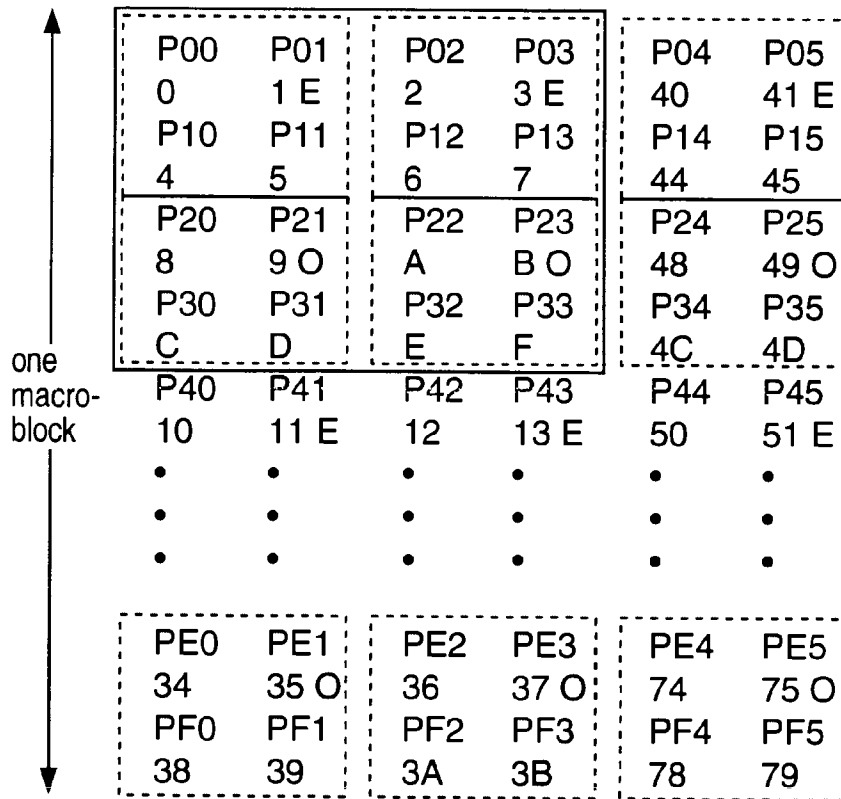 P00 P01 P02 P03 P04 P05
0 1 E 2 3 E 40 41 E
P10 P11 P12 P13 P14 P15
4 5 6 7 44 45
P20 P21 P22 P23 P24 P25
8 9 O A B O 48 49 O
P30 P31 P32 P33 P34 P35
C D E F 4C 4D
one
macro-
block
P40 P41 P42 P43 P44 P45
10 11 E 12 13 E 50 51 E
PE0 PE1 PE2 PE3 PE4 PE5
34 35 O 36 37 O 74 75 O
PF0 PF1 PF2 PF3 PF4 PF5
38 39 3A 3B 78 79